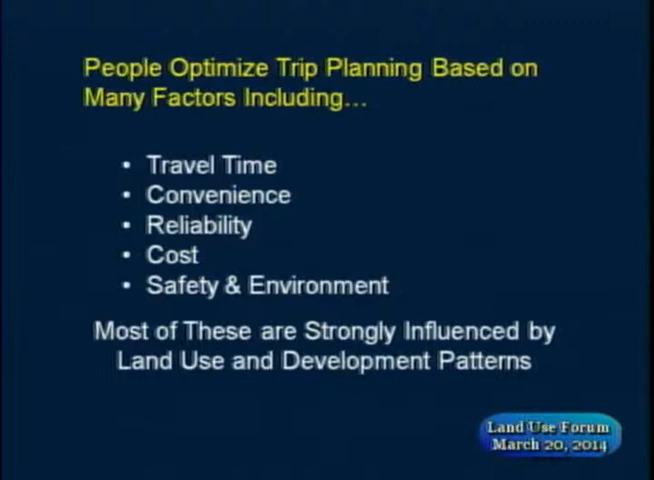 People Optimize Trip Planning Based on
Many Factors Including...
• Travel Time
• Convenience
• Reliability
• Cost
• Safety & Environment
Most of These are Strongly Influenced by
Land Use and Development Patterns
Land Use Forum
March 20, 2014